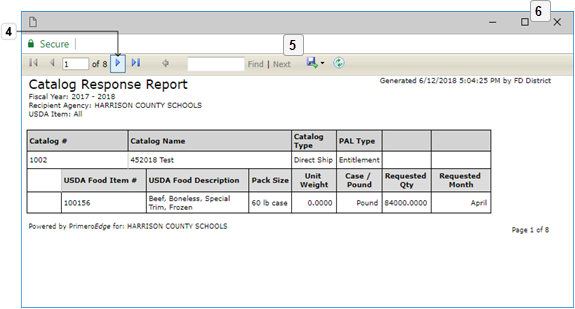 6
4
Secure
5
1 of 8 Find | Next
Catalog Response Report
Generated 6/12/2018 5:04:25 PM by FD District
Fiscal Year: 2017 - 2018
Recipient Agency: HARRISON COUNTY SCHOOLS
USDA Item: All
Catalog # Catalog Name Catalog Type PAL Type
1002 452018 Test Direct Ship Entitlement
USDA Food Item # USDA Food Description Pack Size Unit Weight Case / Pound Requested Qty Requested Month
100156 Beef, Boneless, Special Trim, Frozen 60 lb case 0.0000 Pound 84000.0000 April
Powered by PrimeroEdge for: HARRISON COUNTY SCHOOLS
Page 1 of 8